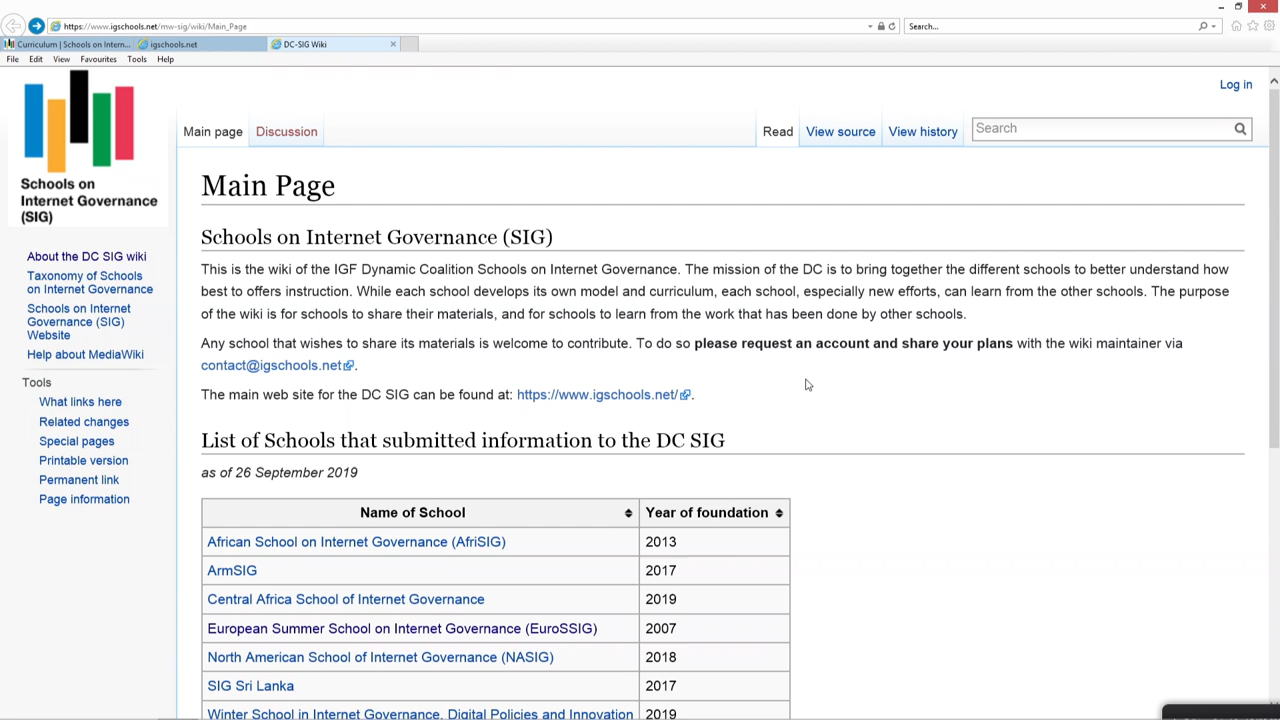 https://www.igschools.net/mw-sig/wiki/Main_Page
Search...
Curriculum | Schools on Intern...
igschools.net
DC-SIG Wiki
File Edit View Favourites Tools Help
Log in
Main page
Discussion
Read
View source
View history
Search
Schools on
Internet Governance
(SIG)
About the DC SIG wiki
Taxonomy of Schools
on Internet Governance
Schools on Internet
Governance (SIG)
Website
Help about MediaWiki
Tools
What links here
Related changes
Special pages
Printable version
Permanent link
Page information
Main Page
Schools on Internet Governance (SIG)
This is the wiki of the IGF Dynamic Coalition Schools on Internet Governance. The mission of the DC is to bring together the different schools to better understand how
best to offers instruction. While each school develops its own model and curriculum, each school, especially new efforts, can learn from the other schools. The purpose
of the wiki is for schools to share their materials, and for schools to learn from the work that has been done by other schools.
Any school that wishes to share its materials is welcome to contribute. To do so please request an account and share your plans with the wiki maintainer via
contact@igschools.net.
The main web site for the DC SIG can be found at: https://www.igschools.net/.
List of Schools that submitted information to the DC SIG
as of 26 September 2019
Name of School Year of foundation
African School on Internet Governance (AfriSIG) 2013
ArmSIG 2017
Central Africa School of Internet Governance 2019
European Summer School on Internet Governance (EuroSSIG) 2007
North American School of Internet Governance (NASIG) 2018
SIG Sri Lanka 2017
Winter School in Internet Governance, Digital Policies and Innovation 2019